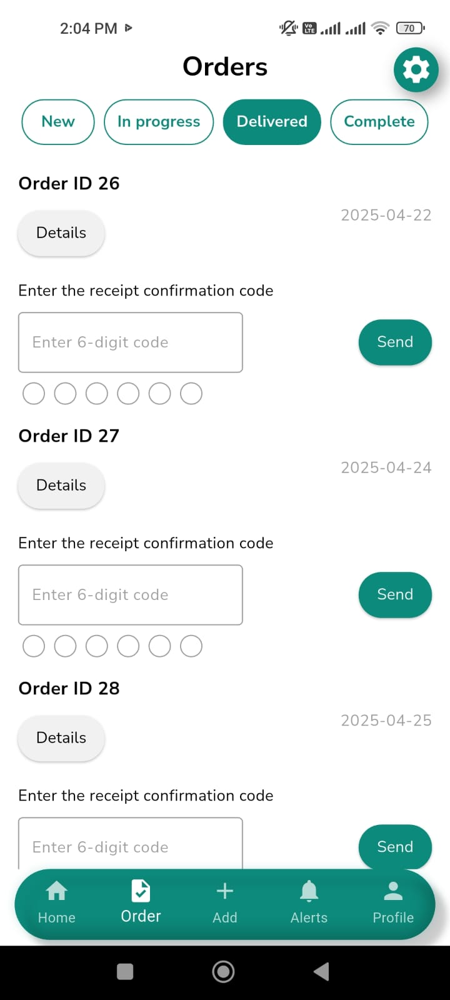 2:04 PM
Vo LTE
70
Orders
New In progress Delivered Complete
Order ID 26
2025-04-22
Details
Enter the receipt confirmation code
Enter 6-digit code
Send
Order ID 27
2025-04-24
Details
Enter the receipt confirmation code
Enter 6-digit code
Send
Order ID 28
2025-04-25
Details
Enter the receipt confirmation code
Enter 6-digit code
Send
Home Order Add Alerts Profile